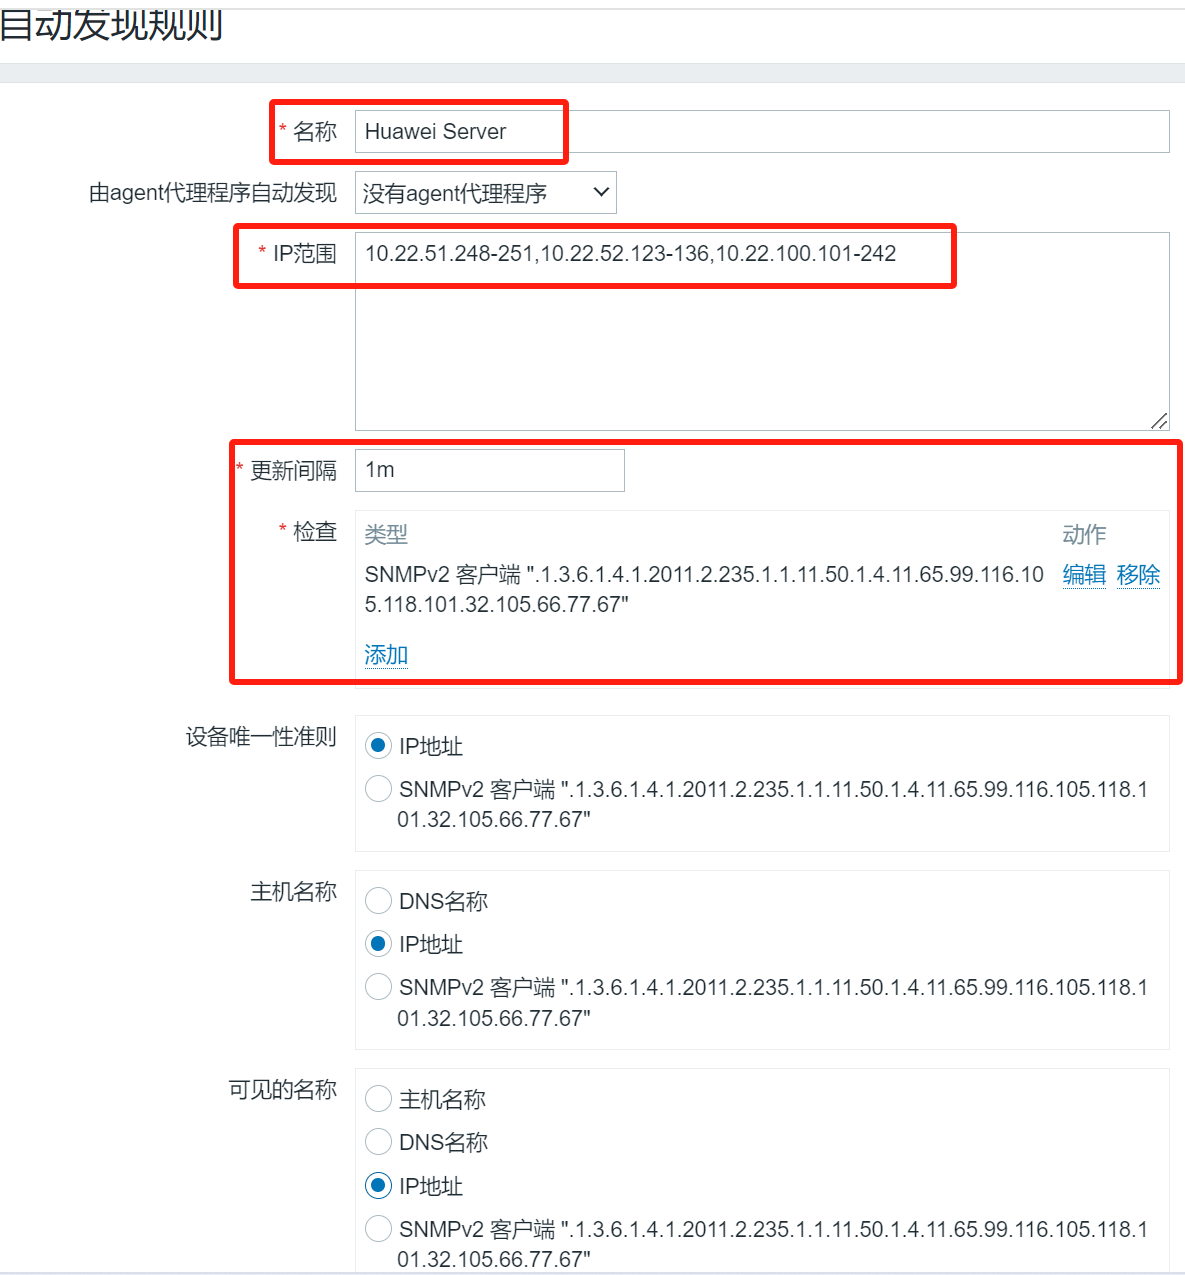 自动发现规则
* 名称 Huawei Server
由agent代理程序自动发现 没有agent代理程序
* IP范围 10.22.51.248-251,10.22.52.123-136,10.22.100.101-242
* 更新间隔 1m
* 检查 类型 动作
SNMPv2 客户端 ".1.3.6.1.4.1.2011.2.235.1.1.11.50.1.4.11.65.99.116.10 编辑 移除
5.118.101.32.105.66.77.67"
添加
设备唯一性准则 IP地址
SNMPv2 客户端 ".1.3.6.1.4.1.2011.2.235.1.1.11.50.1.4.11.65.99.116.105.118.1
01.32.105.66.77.67"
主机名称 DNS名称
IP地址
SNMPv2 客户端 ".1.3.6.1.4.1.2011.2.235.1.1.11.50.1.4.11.65.99.116.105.118.1
01.32.105.66.77.67"
可见的名称 主机名称
DNS名称
IP地址
SNMPv2 客户端 ".1.3.6.1.4.1.2011.2.235.1.1.11.50.1.4.11.65.99.116.105.118.1
01.32.105.66.77.67"